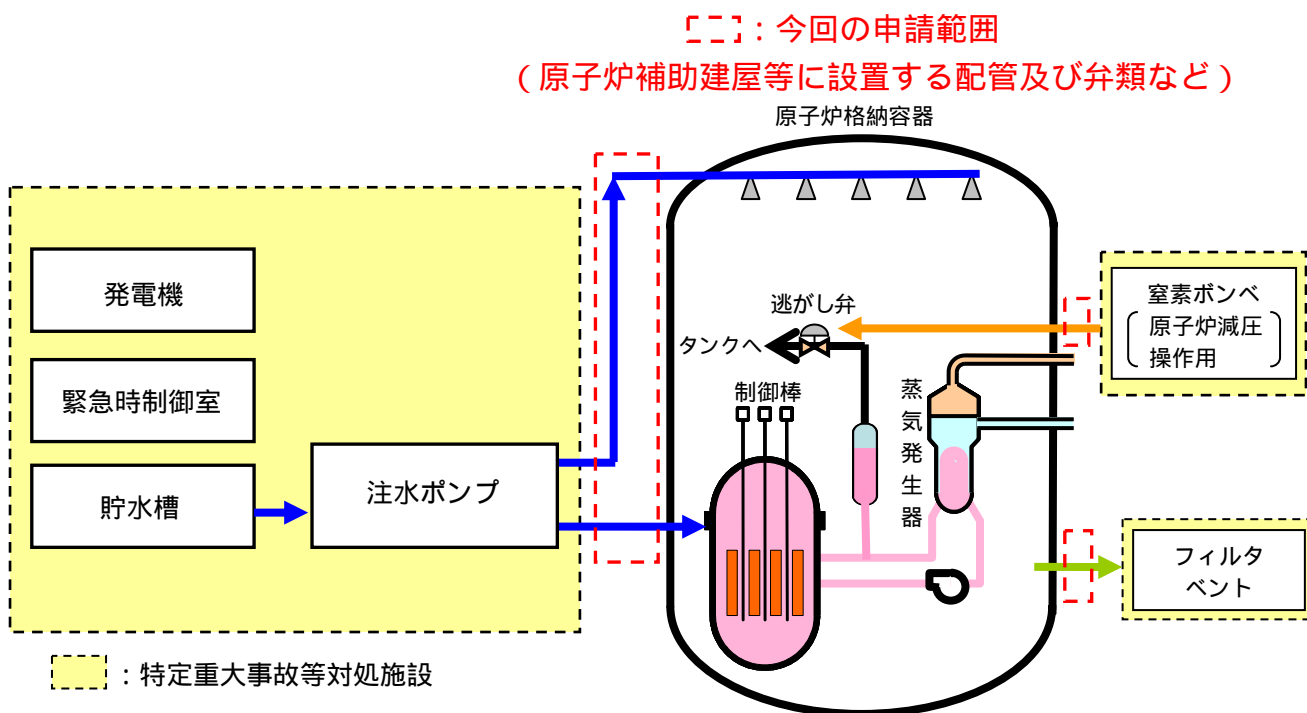 ：今回の申請範囲
（原子炉補助建屋等に設置する配管及び弁類など）
原子炉格納容器
発電機
緊急時制御室
貯水槽
注水ポンプ
逃がし弁
タンクへ
制御棒
蒸気発生器
窒素ボンベ
原子炉減圧
操作用
フィルタ
ベント
：特定重大事故等対処施設